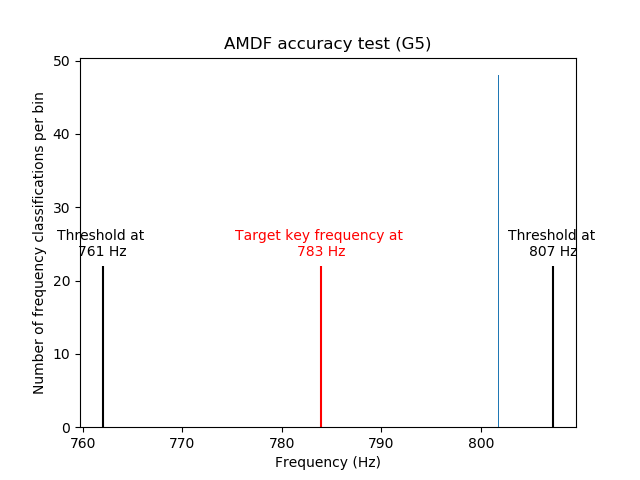 AMDF accuracy test (G5)
Number of frequency classifications per bin
50
40
30
20
10
0
Threshold at
761 Hz
Target key frequency at
783 Hz
Threshold at
807 Hz
760
770
780
790
800
Frequency (Hz)